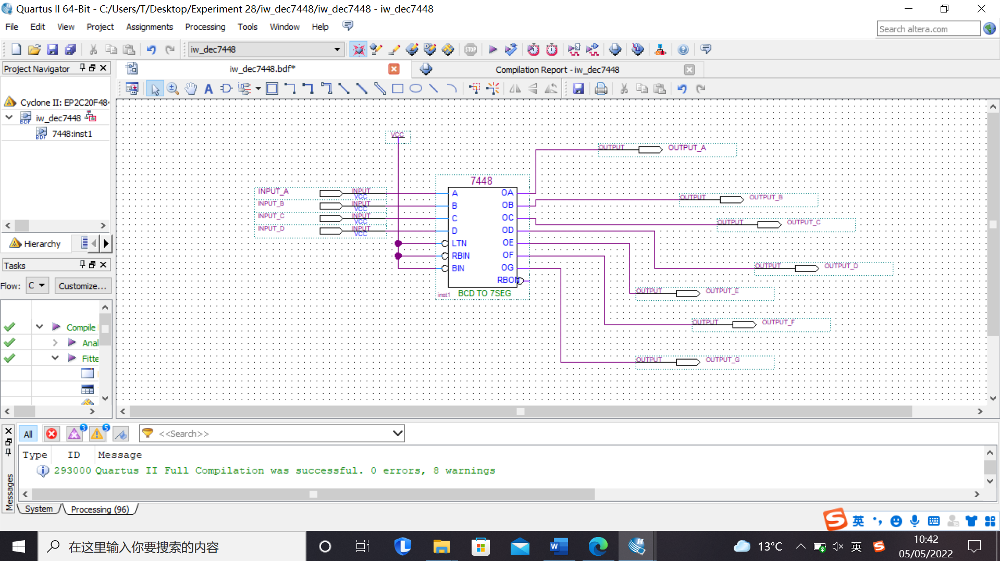 Quartus II 64-Bit - C:/Users/T/Desktop/Experiment 28/iw_dec7448/iw_dec7448 - iw_dec7448
File Edit View Project Assignments Processing Tools Window Help
Search altera.com
iw_dec7448
STOP
Project Navigator
iw_dec7448.bdf*
Compilation Report - iw_dec7448
Cyclone II: EP2C20F484
iw_dec7448
7448:inst1
Hierarchy
Tasks
Flow: C Customize...
Compile
Anal
Fitte
VCC
OUTPUT OUTPUT_A
7448
INPUT_A INPUT VCC A OA
INPUT_B INPUT VCC B OB
OUTPUT OUTPUT_B
INPUT_C INPUT VCC C OC
OUTPUT OUTPUT_C
INPUT_D INPUT VCC D OD
LTN OE
RBIN OF
BIN OG
OUTPUT OUTPUT_D
RBON
inst1 BCD TO 7SEG
OUTPUT OUTPUT_E
OUTPUT OUTPUT_F
OUTPUT OUTPUT_G
All 3 5 <<Search>>
Type ID Message
293000 Quartus II Full Compilation was successful. 0 errors, 8 warnings
Messages
System Processing (96)
英
在这里输入你要搜索的内容
13°C 英 10:42
05/05/2022